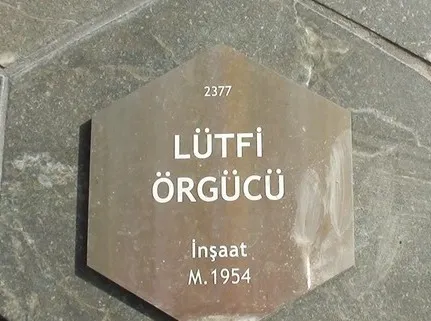 2377
LÜTFİ
ÖRGÜCÜ
İnşaat
M.1954